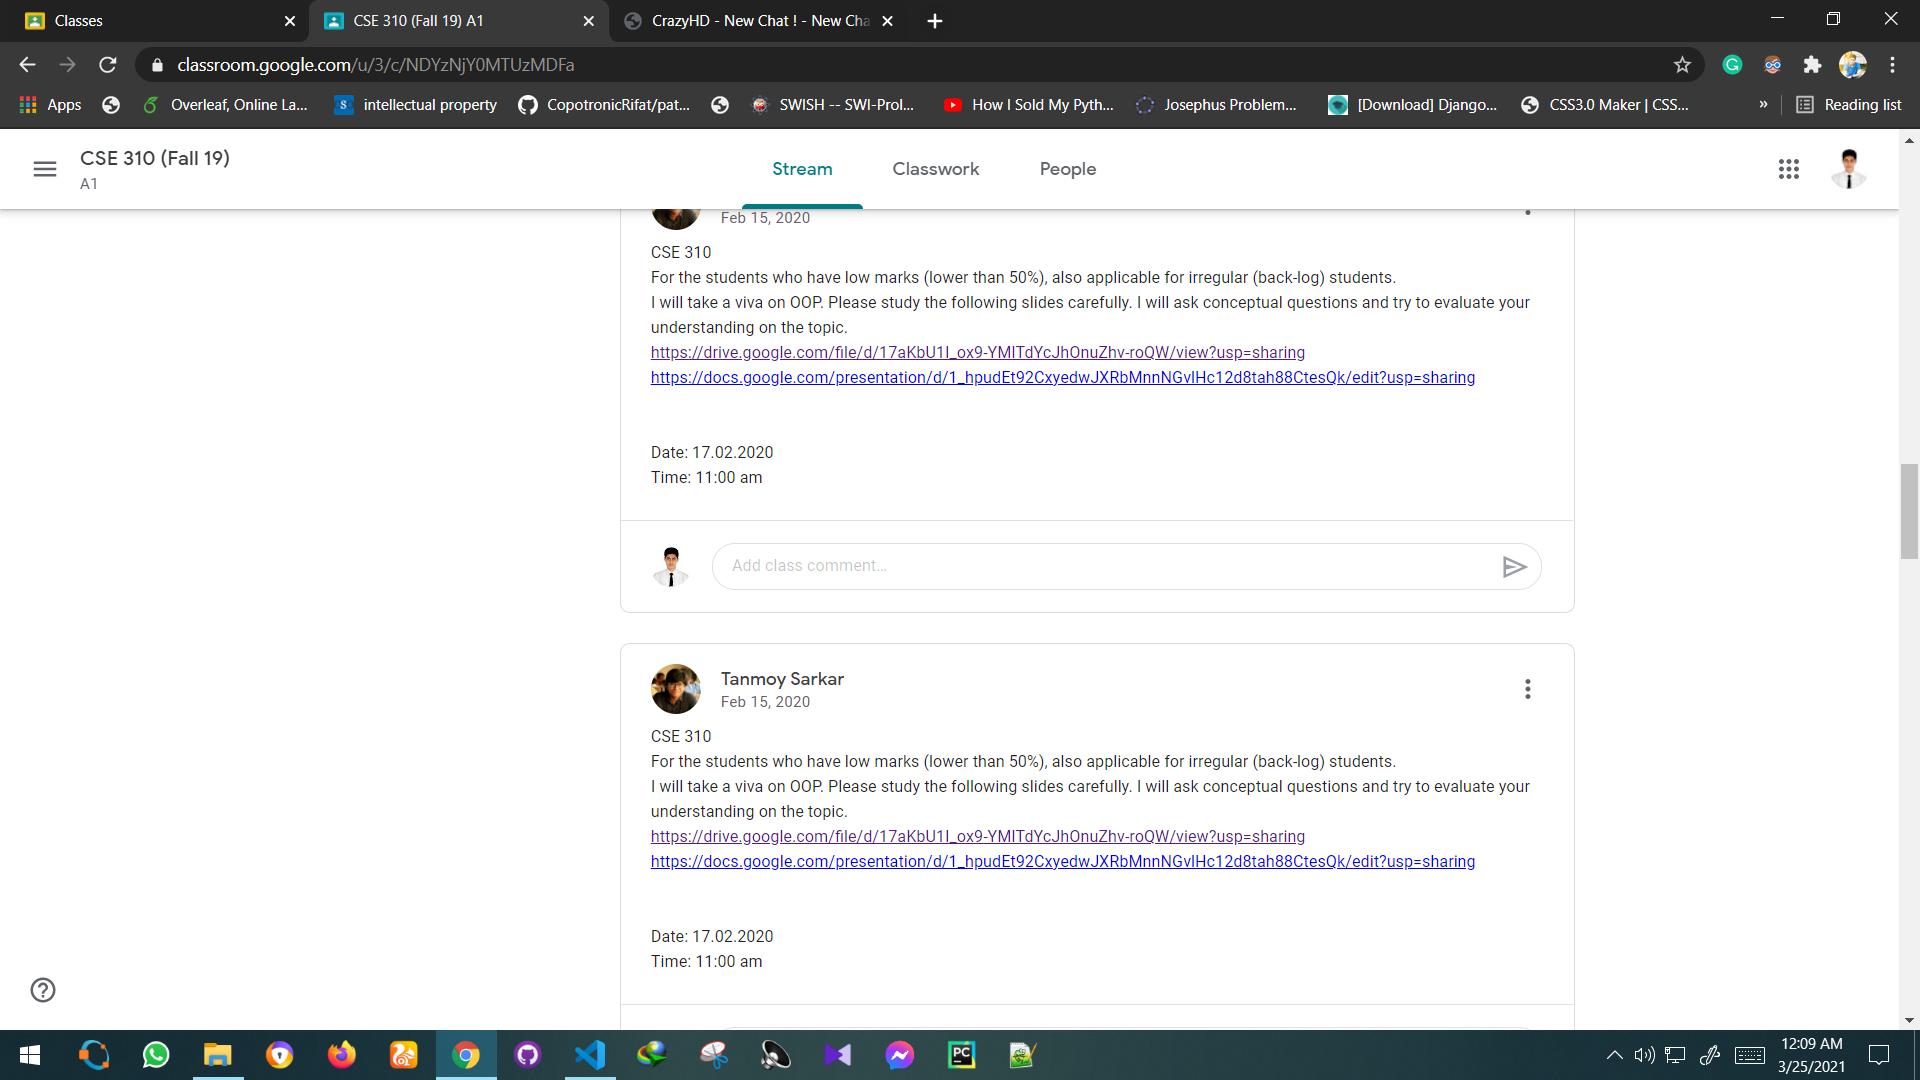 Classes
CSE 310 (Fall 19) A1
CrazyHD - New Chat ! - New Cha
classroom.google.com/u/3/c/NDYzNjY0MTUzMDFa
Apps
Overleaf, Online La...
intellectual property
CopotronicRifat/pat...
SWISH -- SWI-Prol...
How I Sold My Pyth...
Josephus Problem...
[Download] Django...
CSS3.0 Maker | CSS...
»
Reading list
CSE 310 (Fall 19)
A1
Stream
Classwork
People
Feb 15, 2020
CSE 310
For the students who have low marks (lower than 50%), also applicable for irregular (back-log) students.
I will take a viva on OOP. Please study the following slides carefully. I will ask conceptual questions and try to evaluate your
understanding on the topic.
https://drive.google.com/file/d/17aKbU1I_ox9-YMITdYcJhOnuZhv-roQW/view?usp=sharing
https://docs.google.com/presentation/d/1_hpudEt92CxyedwJXRbMnnNGvlHc12d8tah88CtesQk/edit?usp=sharing
Date: 17.02.2020
Time: 11:00 am
Add class comment...
Tanmoy Sarkar
Feb 15, 2020
CSE 310
For the students who have low marks (lower than 50%), also applicable for irregular (back-log) students.
I will take a viva on OOP. Please study the following slides carefully. I will ask conceptual questions and try to evaluate your
understanding on the topic.
https://drive.google.com/file/d/17aKbU1I_ox9-YMITdYcJhOnuZhv-roQW/view?usp=sharing
https://docs.google.com/presentation/d/1_hpudEt92CxyedwJXRbMnnNGvlHc12d8tah88CtesQk/edit?usp=sharing
Date: 17.02.2020
Time: 11:00 am
PC
12:09 AM
3/25/2021